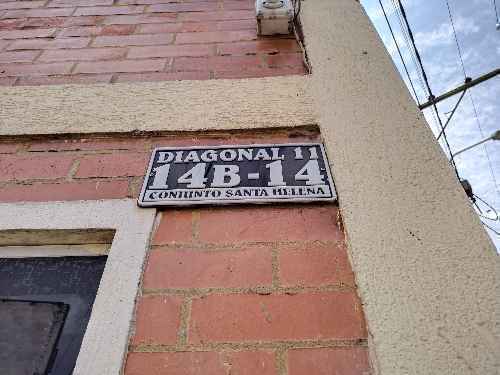 DIAGONAL 11
14B-14
CONJUNTO SANTA HELENA